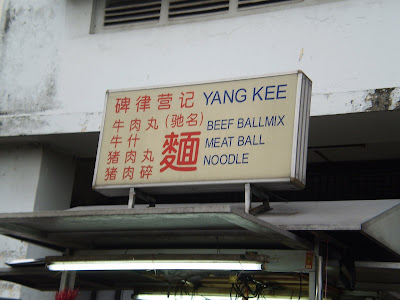 碑律营记 YANG KEE
牛肉丸(驰名) BEEF BALLMIX
牛什
猪肉丸
猪肉碎
麵
MEAT BALL
NOODLE